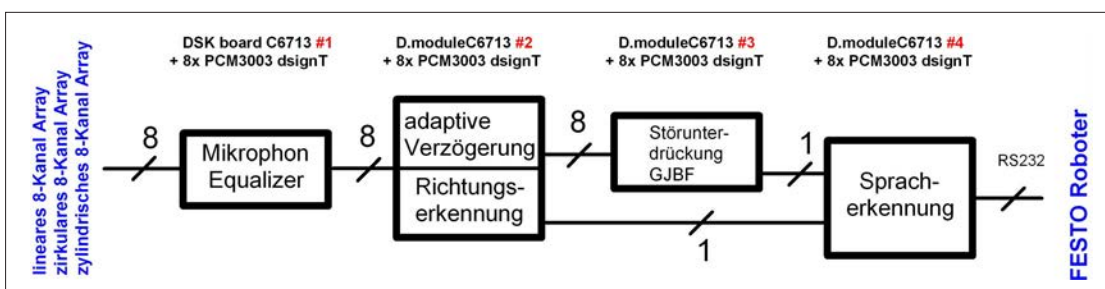 lineares 8-Kanal Array
zirkulares 8-Kanal Array
zylindrisches 8-Kanal Array
DSK board C6713 #1
+ 8x PCM3003 dsignT
D.moduleC6713 #2
+ 8x PCM3003 dsignT
D.moduleC6713 #3
+ 8x PCM3003 dsignT
D.moduleC6713 #4
+ 8x PCM3003 dsignT
8
Mikrophon
Equalizer
8
adaptive
Verzögerung
Richtungs-
erkennung
8
Störunter-
drückung
GJBF
1
1
Sprach-
erkennung
RS232
FESTO Roboter